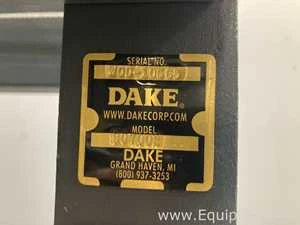 SERIAL NO.
DAKE®
WWW.DAKECORP.COM
MODEL
DAKE
GRAND HAVEN, MI
(800) 937-3253
www.Equip